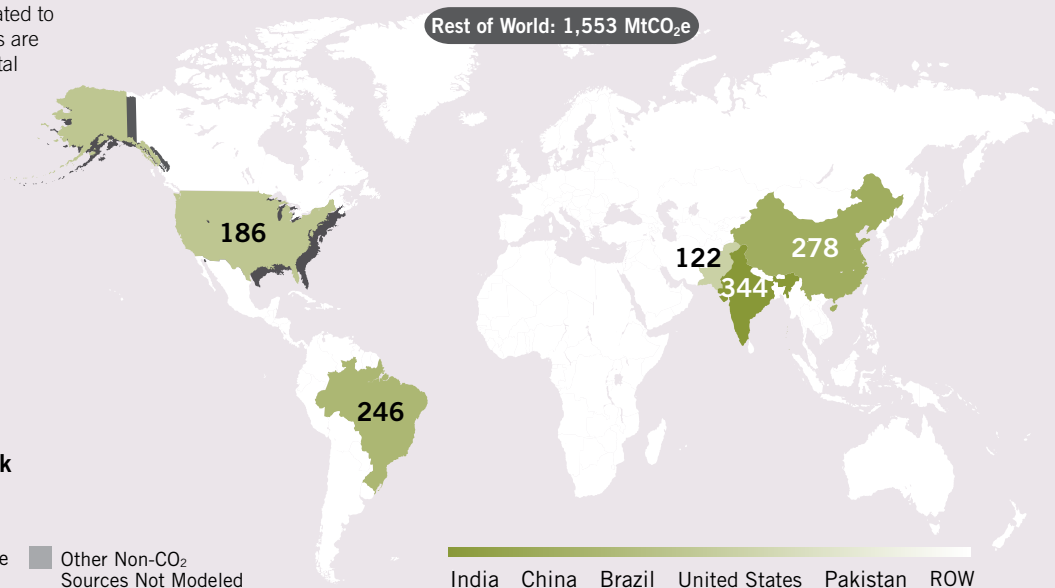 ated to
s are
tal
Rest of World: 1,553 MtCO₂e
186
122
278
344
246
k
e
Other Non-CO₂
Sources Not Modeled
India China Brazil United States Pakistan ROW